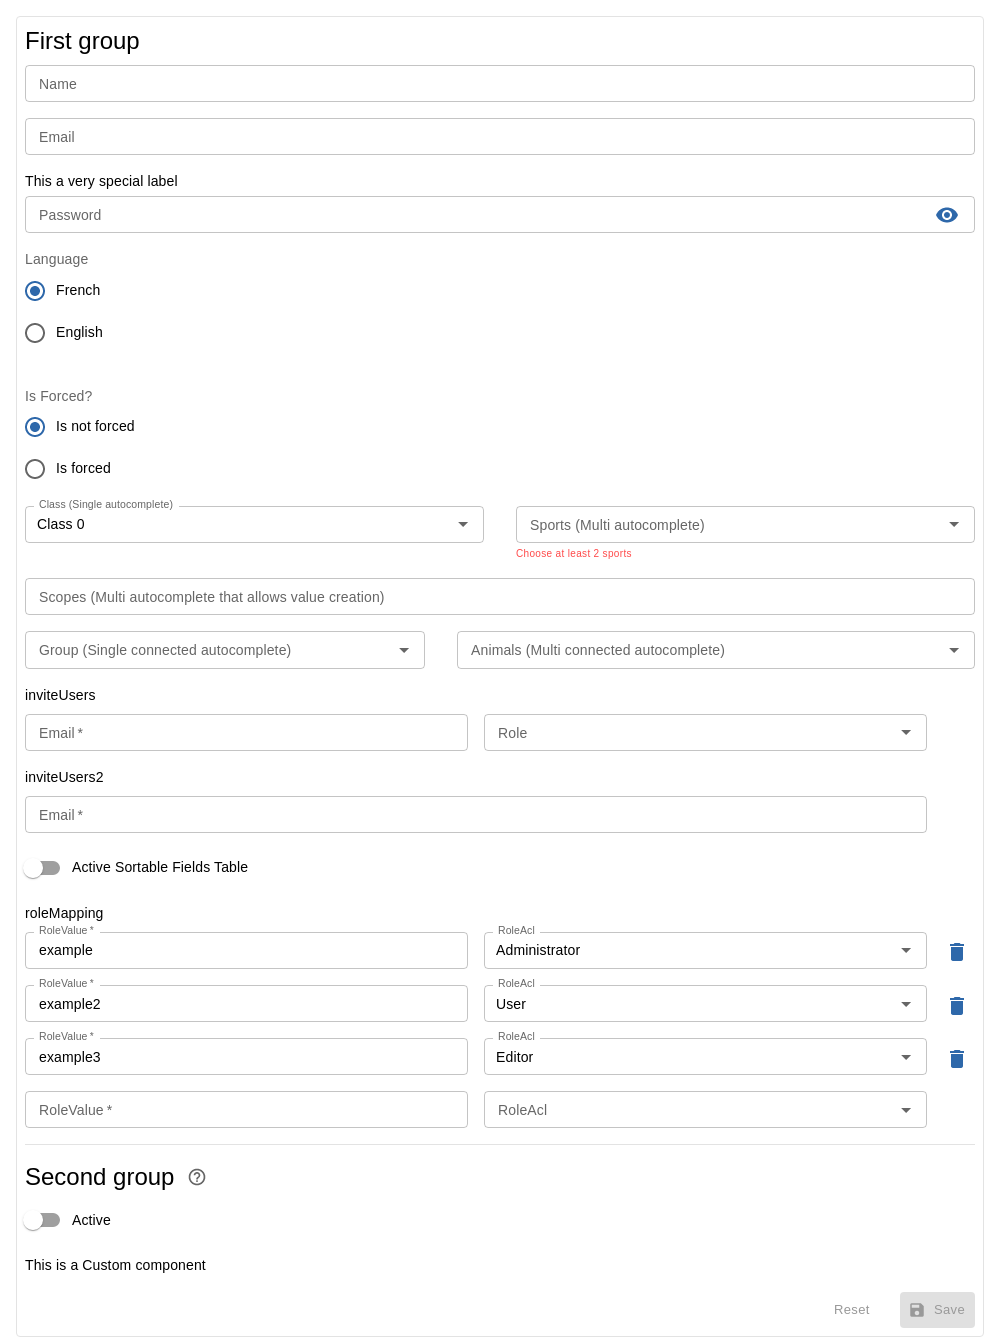 First group
Name
Email
This a very special label
Password
Language
French
English
Is Forced?
Is not forced
Is forced
Class (Single autocomplete)
Class 0
Sports (Multi autocomplete)
Choose at least 2 sports
Scopes (Multi autocomplete that allows value creation)
Group (Single connected autocomplete)
Animals (Multi connected autocomplete)
inviteUsers
Email *
Role
inviteUsers2
Email *
Active Sortable Fields Table
roleMapping
RoleValue *
RoleAcl
example
Administrator
RoleValue *
RoleAcl
example2
User
RoleValue *
RoleAcl
example3
Editor
RoleValue *
RoleAcl
Second group
Active
This is a Custom component
Reset
Save